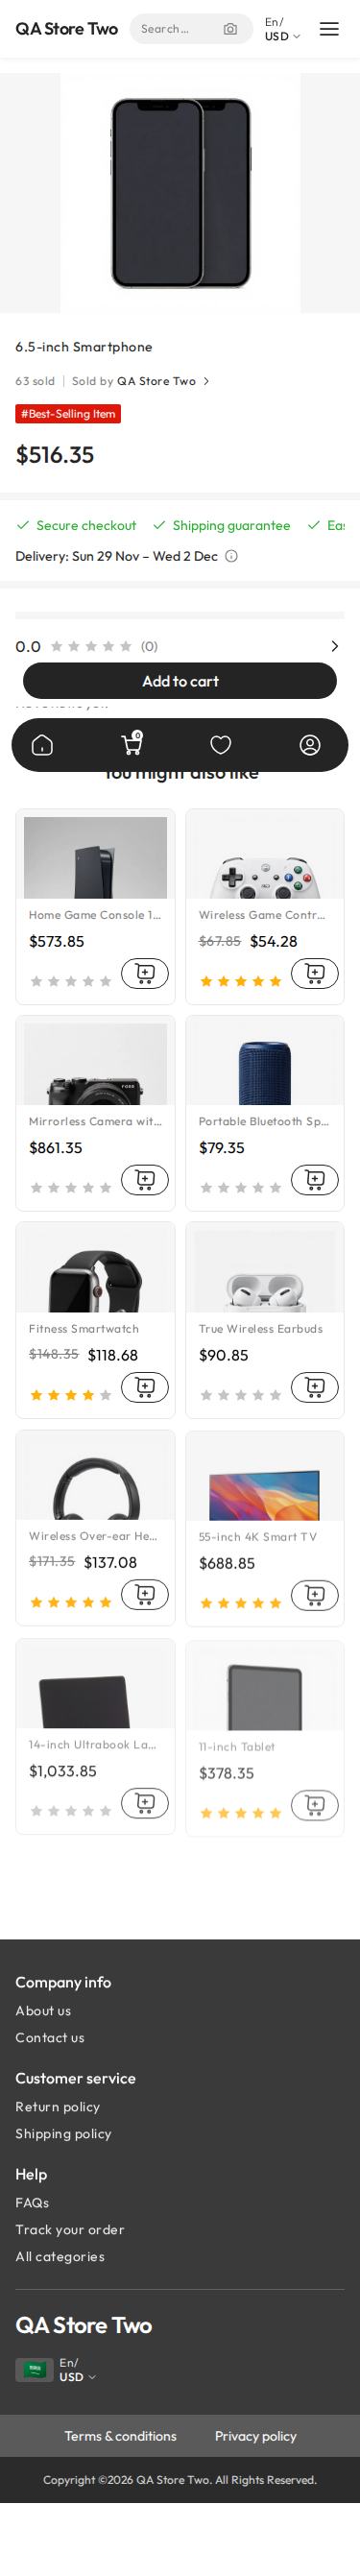 QA Store Two
Search...
En/
USD
6.5-inch Smartphone
63 sold | Sold by QA Store Two
#Best-Selling Item
$516.35
Secure checkout Shipping guarantee Eas
Delivery: Sun 29 Nov – Wed 2 Dec
0.0 (0)
Add to cart
0
You might also like
Home Game Console 1...
$573.85
Wireless Game Contr...
$67.85 $54.28
Mirrorless Camera wit...
$861.35
Portable Bluetooth Sp...
$79.35
Fitness Smartwatch
$148.35 $118.68
True Wireless Earbuds
$90.85
Wireless Over-ear He...
$171.35 $137.08
55-inch 4K Smart TV
$688.85
14-inch Ultrabook La...
$1,033.85
11-inch Tablet
$378.35
Company info
About us
Contact us
Customer service
Return policy
Shipping policy
Help
FAQs
Track your order
All categories
QA Store Two
En/
USD
Terms & conditions Privacy policy
Copyright ©2026 QA Store Two. All Rights Reserved.